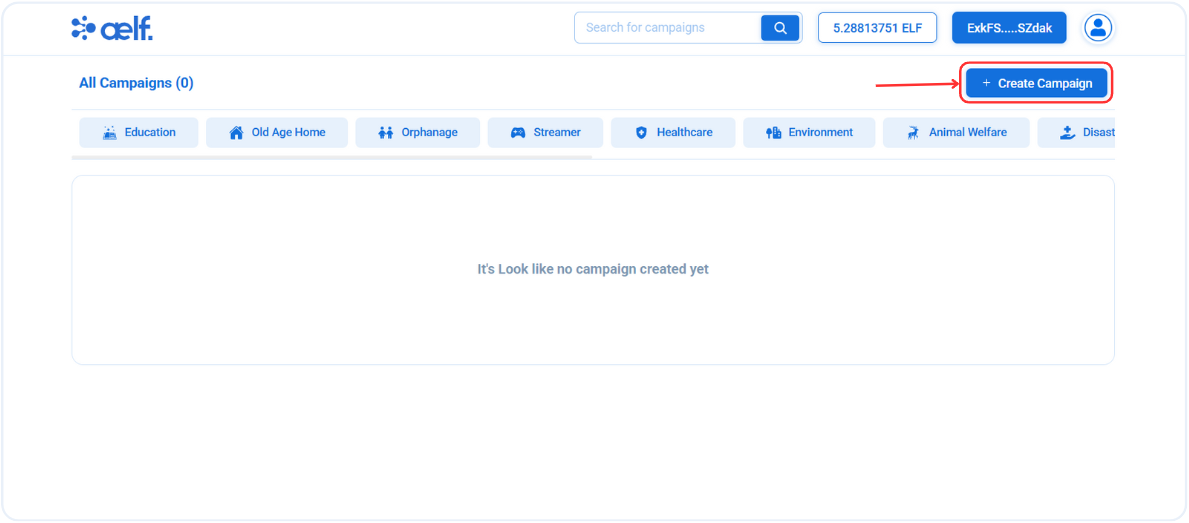 aelf.
Search for campaigns
5.28813751 ELF
ExkFS.....SZdak
All Campaigns (0)
+ Create Campaign
Education
Old Age Home
Orphanage
Streamer
Healthcare
Environment
Animal Welfare
Disast
It's Look like no campaign created yet